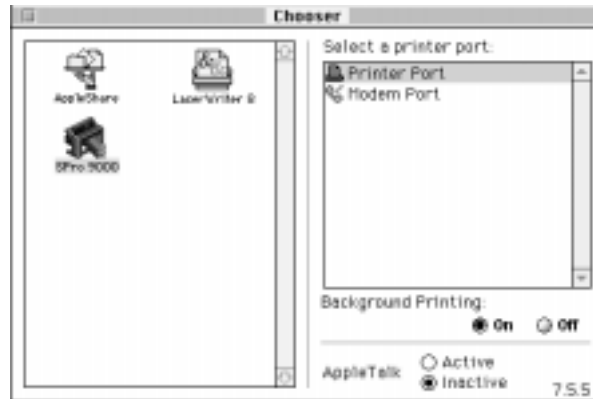 Chooser
AppleShare
LaserWriter 8
SPro 9000
Select a printer port:
Printer Port
Modem Port
Background Printing:
On Off
AppleTalk
Active
Inactive
7.5.5